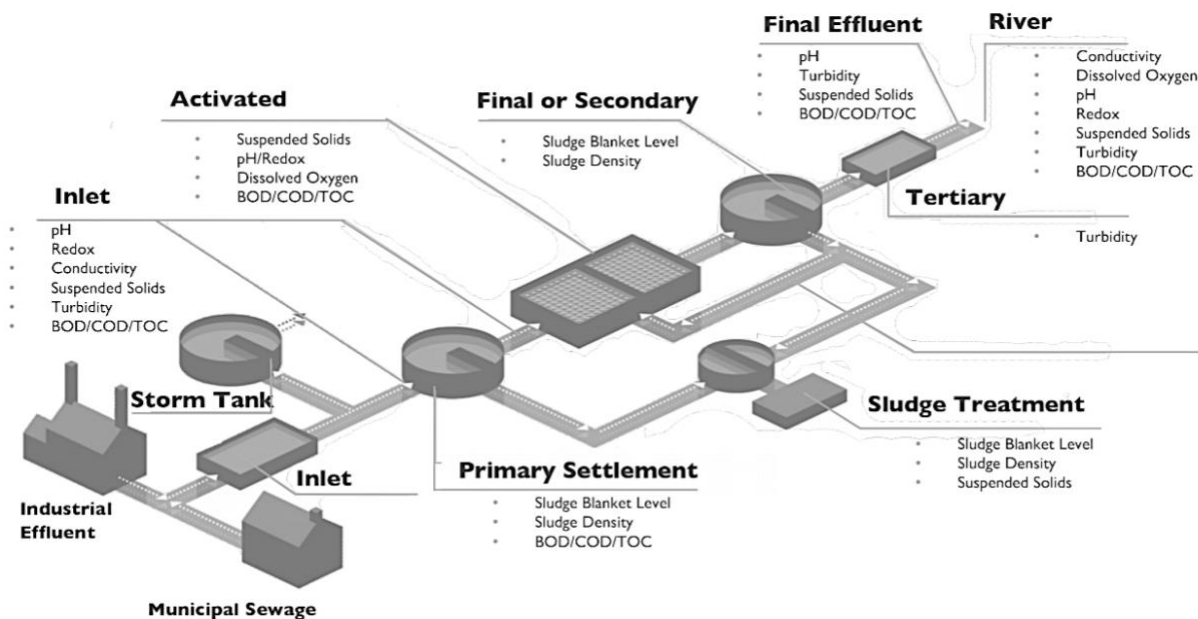 Final Effluent
pH
Turbidity
Suspended Solids
BOD/COD/TOC
River
Conductivity
Dissolved Oxygen
pH
Redox
Suspended Solids
Turbidity
BOD/COD/TOC
Activated
Suspended Solids
pH/Redox
Dissolved Oxygen
BOD/COD/TOC
Final or Secondary
Sludge Blanket Level
Sludge Density
Inlet
pH
Redox
Conductivity
Suspended Solids
Turbidity
BOD/COD/TOC
Tertiary
Turbidity
Storm Tank
Inlet
Primary Settlement
Sludge Blanket Level
Sludge Density
BOD/COD/TOC
Sludge Treatment
Sludge Blanket Level
Sludge Density
Suspended Solids
Industrial
Effluent
Municipal Sewage